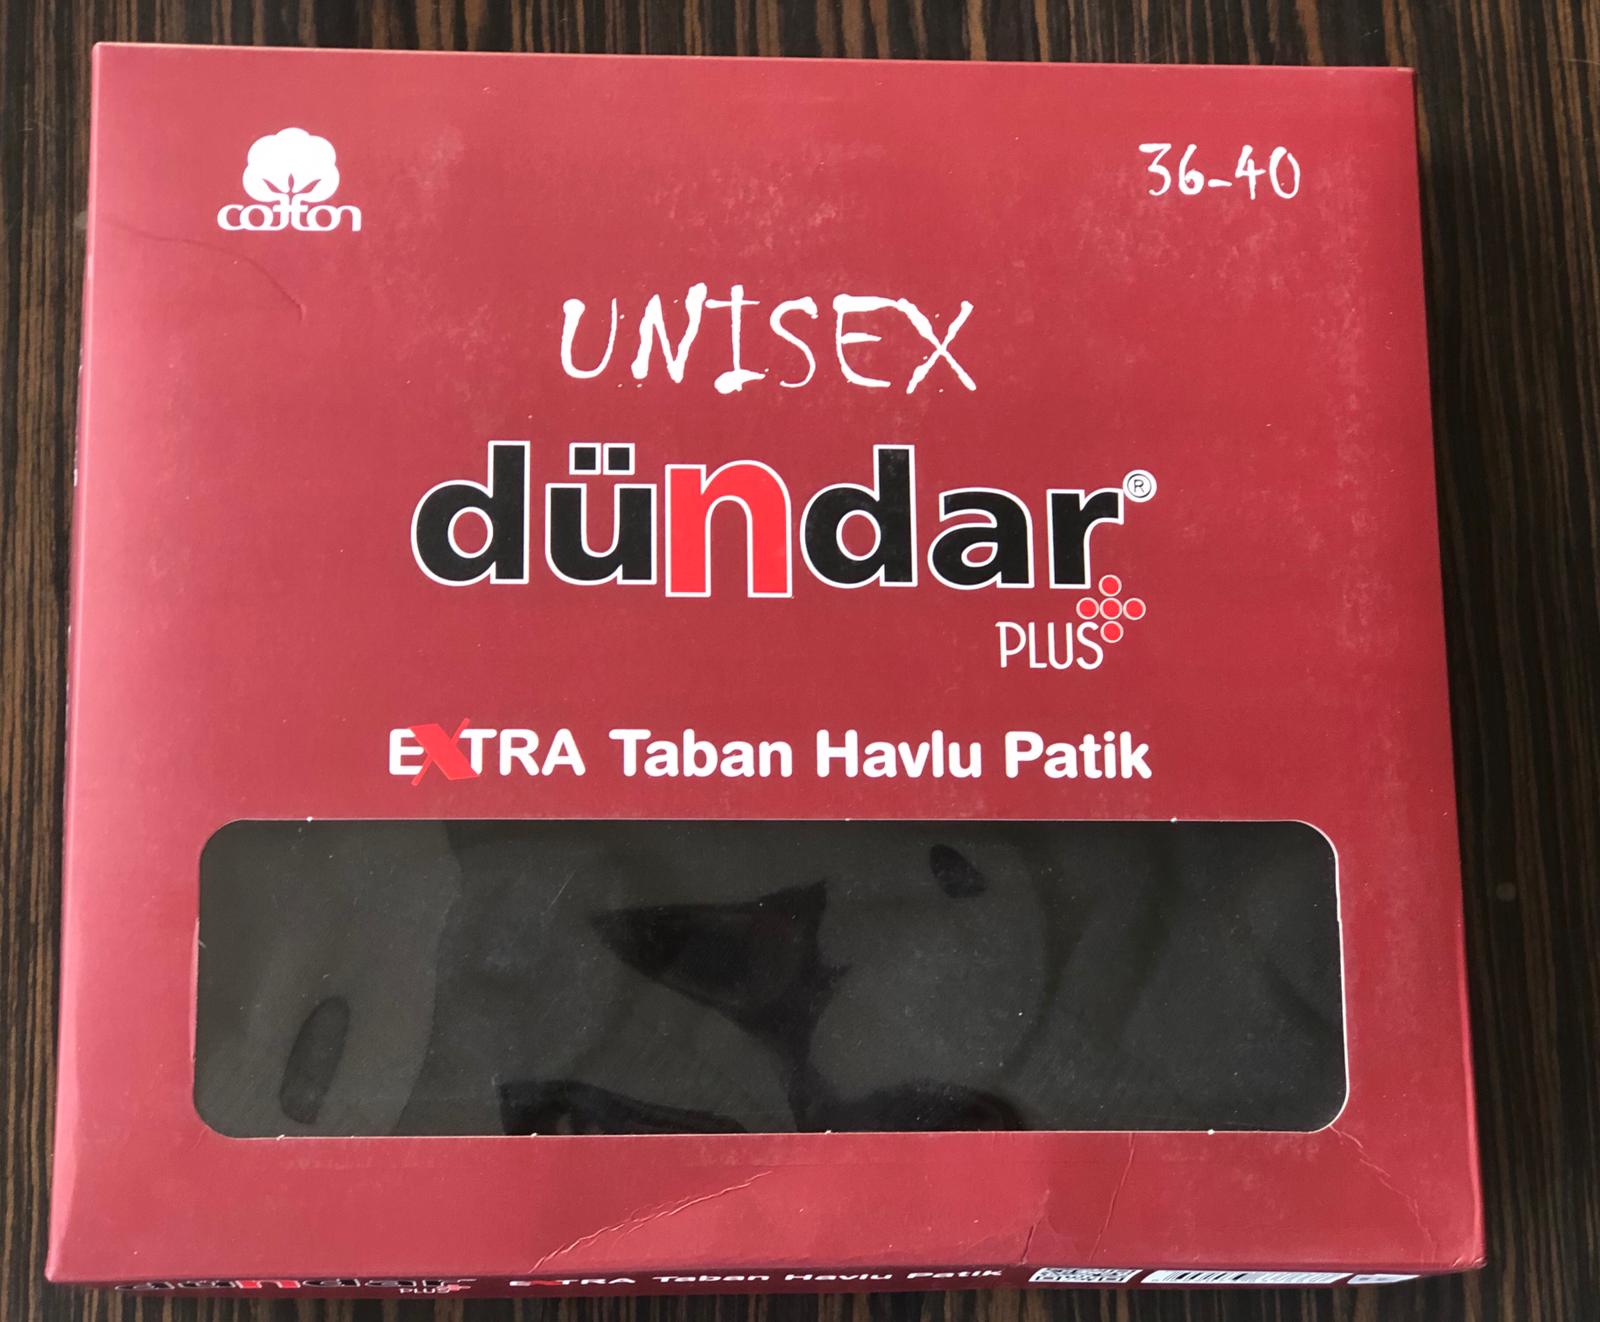 cotton
36-40
UNISEX
dündar®
PLUS
EXTRA Taban Havlu Patik
dündar
PLUS
EXTRA Taban Havlu Patik